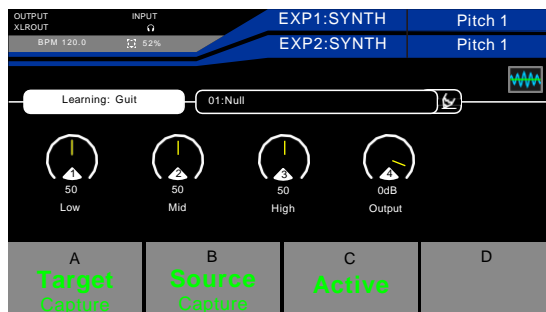 OUTPUT INPUT EXP1:SYNTH Pitch 1
XLROUT
BPM 120.0 52% EXP2:SYNTH Pitch 1
Learning: Guit 01:Null
1 2 3 4
50 50 50 0dB
Low Mid High Output
A B C D
Target Source Active
Capture Capture